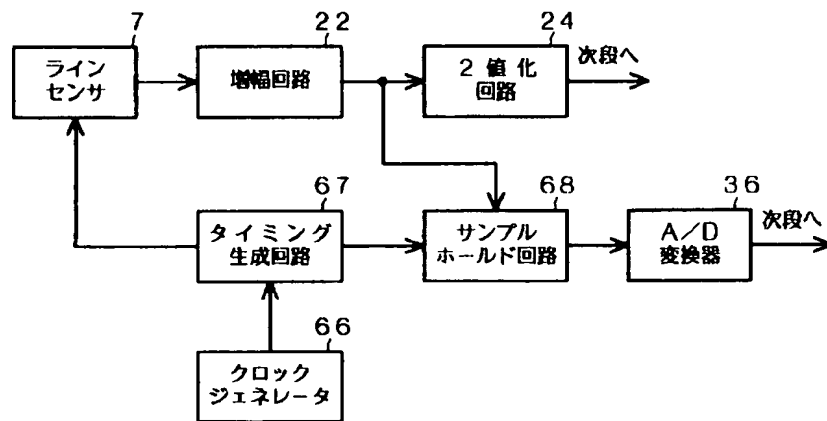 7
ライン
センサ
22
増幅回路
24
2値化
回路
次段へ
67
タイミング
生成回路
68
サンプル
ホールド回路
36
A/D
変換器
次段へ
66
クロック
ジェネレータ